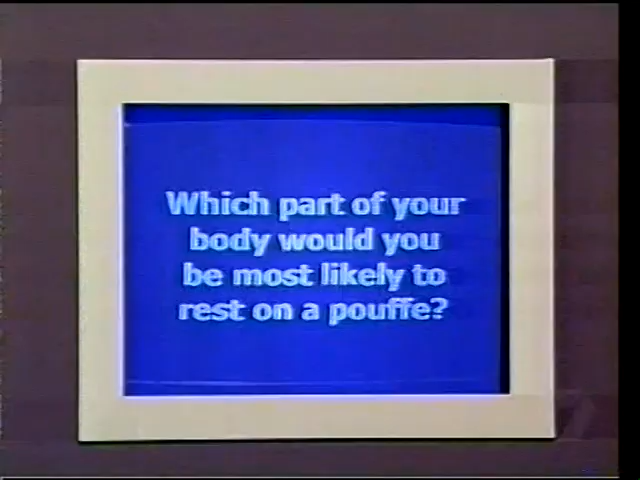 Which part of your
body would you
be most likely to
rest on a pouffe?